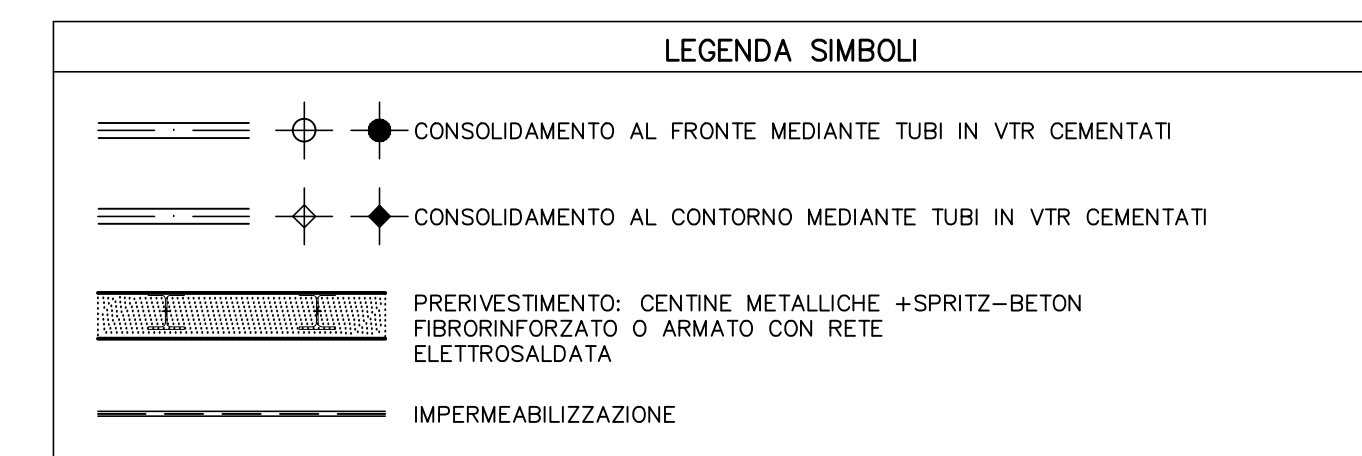 LEGENDA SIMBOLI
CONSOLIDAMENTO AL FRONTE MEDIANTE TUBI IN VTR CEMENTATI
CONSOLIDAMENTO AL CONTORNO MEDIANTE TUBI IN VTR CEMENTATI
PRERIVESTIMENTO: CENTINE METALLICHE +SPRITZ-BETON
FIBRORINFORZATO O ARMATO CON RETE
ELETTROSALDATA
IMPERMEABILIZZAZIONE